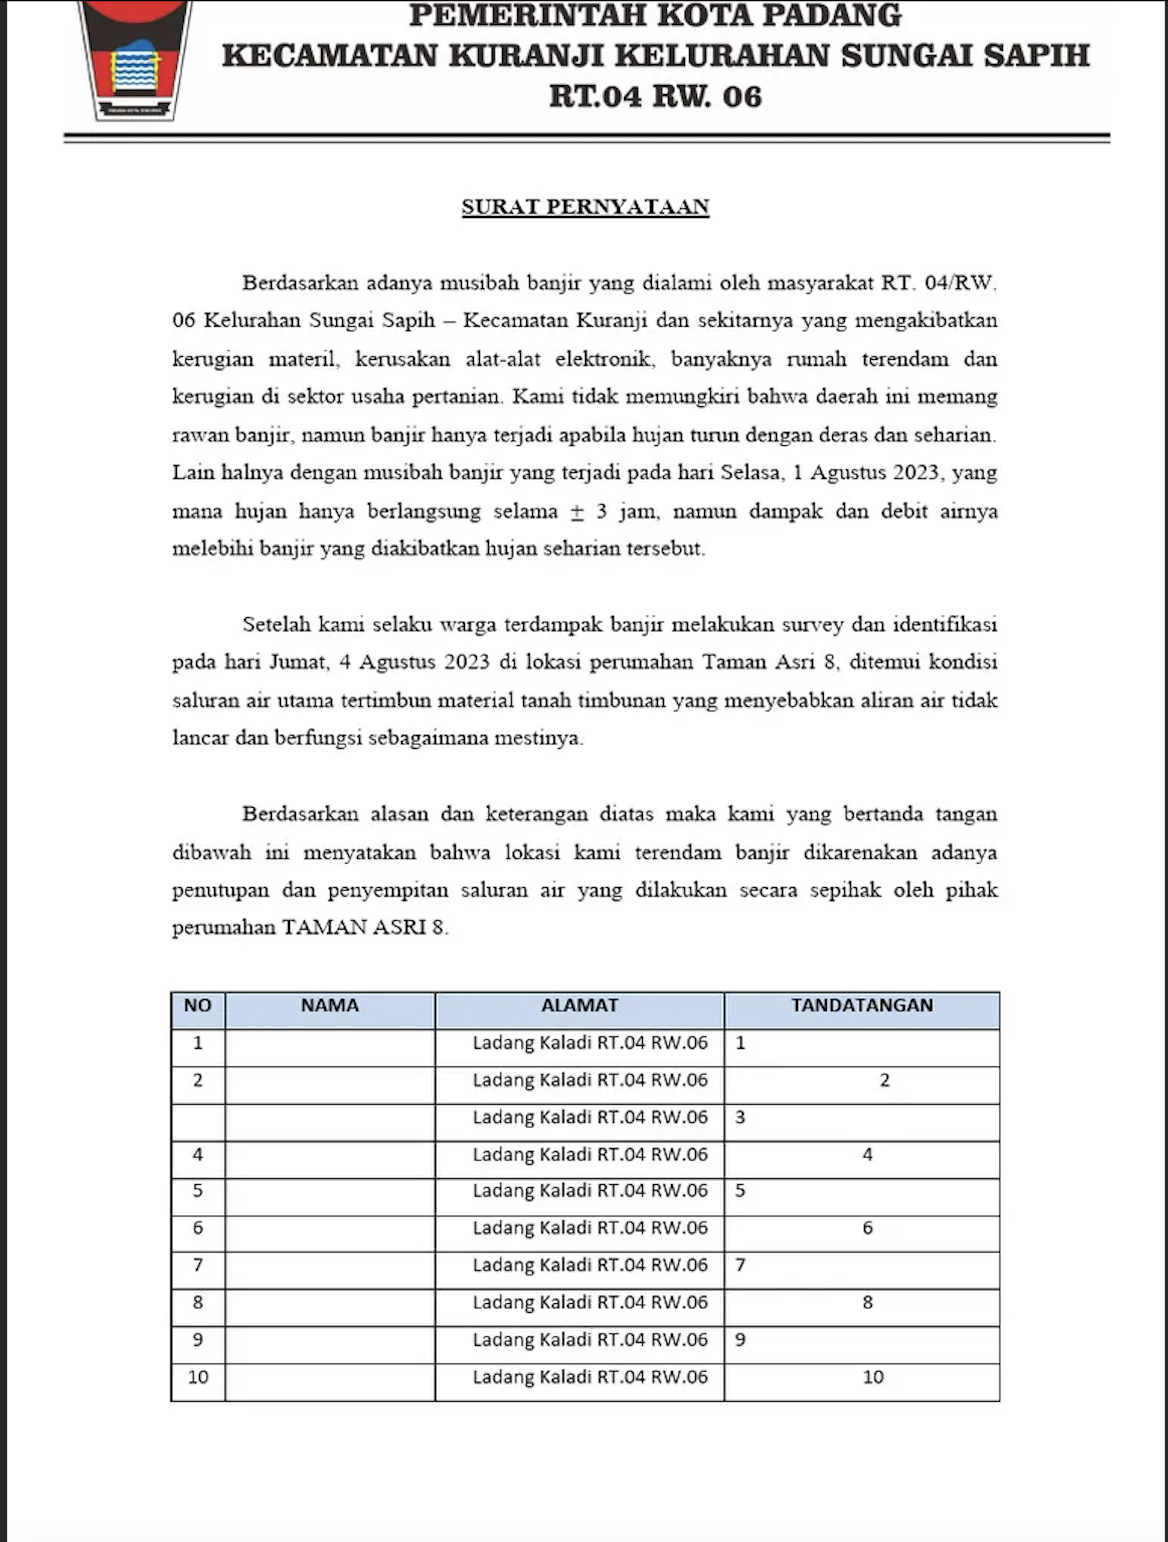 PEMERINTAH KOTA PADANG
KECAMATAN KURANJI KELURAHAN SUNGAI SAPIH
RT.04 RW. 06
SURAT PERNYATAAN
Berdasarkan adanya musibah banjir yang dialami oleh masyarakat RT. 04/RW.
06 Kelurahan Sungai Sapih – Kecamatan Kuranji dan sekitarnya yang mengakibatkan
kerugian materil, kerusakan alat-alat elektronik, banyaknya rumah terendam dan
kerugian di sektor usaha pertanian. Kami tidak memungkiri bahwa daerah ini memang
rawan banjir, namun banjir hanya terjadi apabila hujan turun dengan deras dan seharian.
Lain halnya dengan musibah banjir yang terjadi pada hari Selasa, 1 Agustus 2023, yang
mana hujan hanya berlangsung selama ± 3 jam, namun dampak dan debit airnya
melebihi banjir yang diakibatkan hujan seharian tersebut.
Setelah kami selaku warga terdampak banjir melakukan survey dan identifikasi
pada hari Jumat, 4 Agustus 2023 di lokasi perumahan Taman Asri 8, ditemui kondisi
saluran air utama tertimbun material tanah timbunan yang menyebabkan aliran air tidak
lancar dan berfungsi sebagaimana mestinya.
Berdasarkan alasan dan keterangan diatas maka kami yang bertanda tangan
dibawah ini menyatakan bahwa lokasi kami terendam banjir dikarenakan adanya
penutupan dan penyempitan saluran air yang dilakukan secara sepihak oleh pihak
perumahan TAMAN ASRI 8.
NO NAMA ALAMAT TANDATANGAN
1 Ladang Kaladi RT.04 RW.06 1
2 Ladang Kaladi RT.04 RW.06 2
Ladang Kaladi RT.04 RW.06 3
4 Ladang Kaladi RT.04 RW.06 4
5 Ladang Kaladi RT.04 RW.06 5
6 Ladang Kaladi RT.04 RW.06 6
7 Ladang Kaladi RT.04 RW.06 7
8 Ladang Kaladi RT.04 RW.06 8
9 Ladang Kaladi RT.04 RW.06 9
10 Ladang Kaladi RT.04 RW.06 10